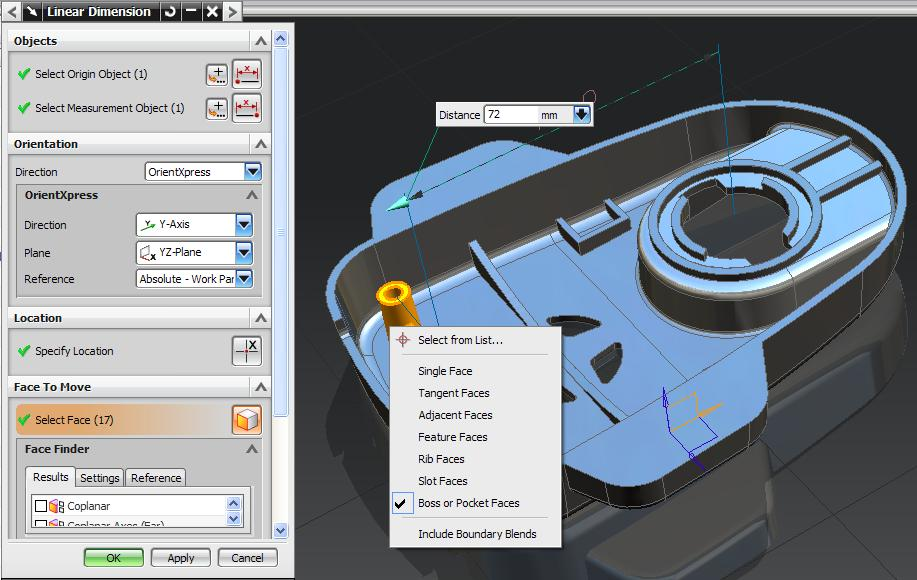 Linear Dimension
Objects
Select Origin Object (1)
Select Measurement Object (1)
Orientation
Direction OrientXpress
OrientXpress
Direction Y-Axis
Plane YZ-Plane
Reference Absolute - Work Par
Location
Specify Location
Face To Move
Select Face (17)
Face Finder
Results Settings Reference
Coplanar
Coplanar Axes (Far)
OK Apply Cancel
Distance 72 mm
Select from List...
Single Face
Tangent Faces
Adjacent Faces
Feature Faces
Rib Faces
Slot Faces
Boss or Pocket Faces
Include Boundary Blends